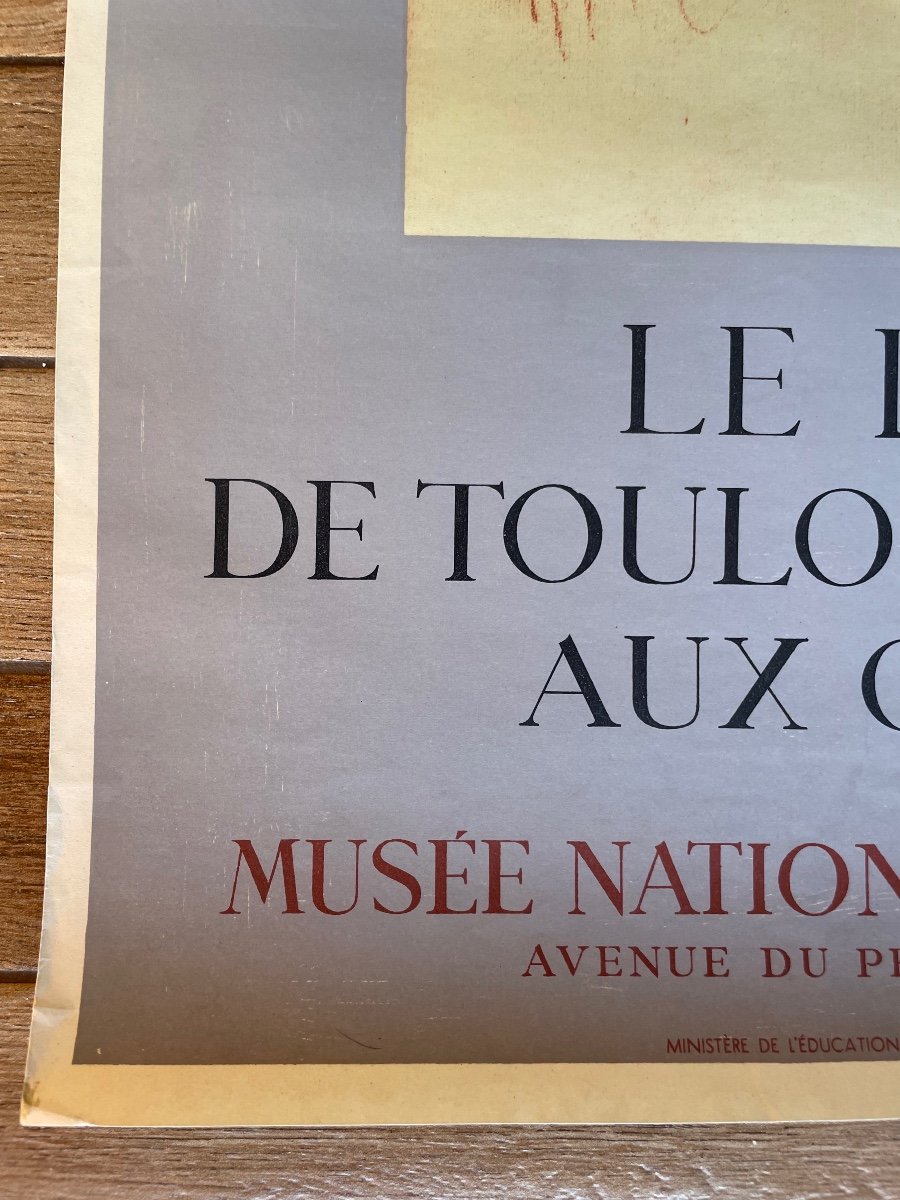 LE
DE TOULO
AUX
MUSÉE NATION
AVENUE DU P
MINISTÈRE DE L'ÉDUCATION